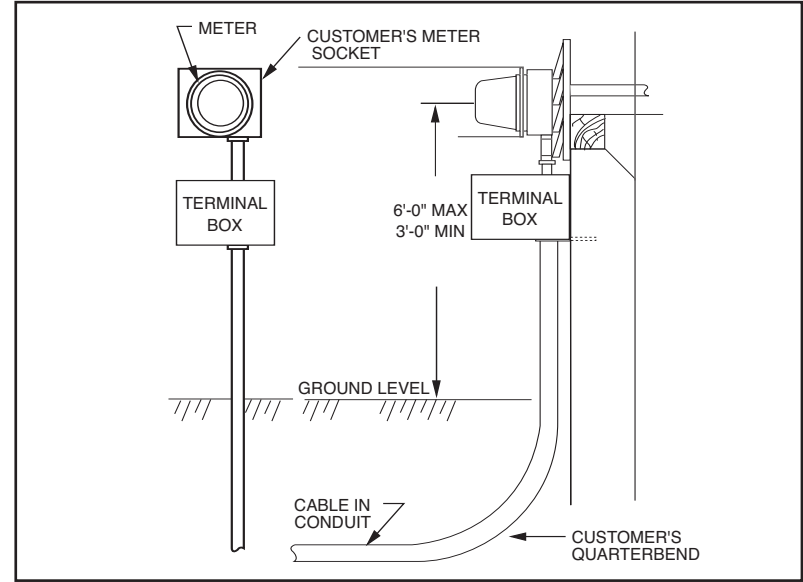 METER
CUSTOMER'S METER
SOCKET
TERMINAL
BOX
TERMINAL
BOX
6'-0" MAX
3'-0" MIN
GROUND LEVEL
CABLE IN
CONDUIT
CUSTOMER'S
QUARTERBEND